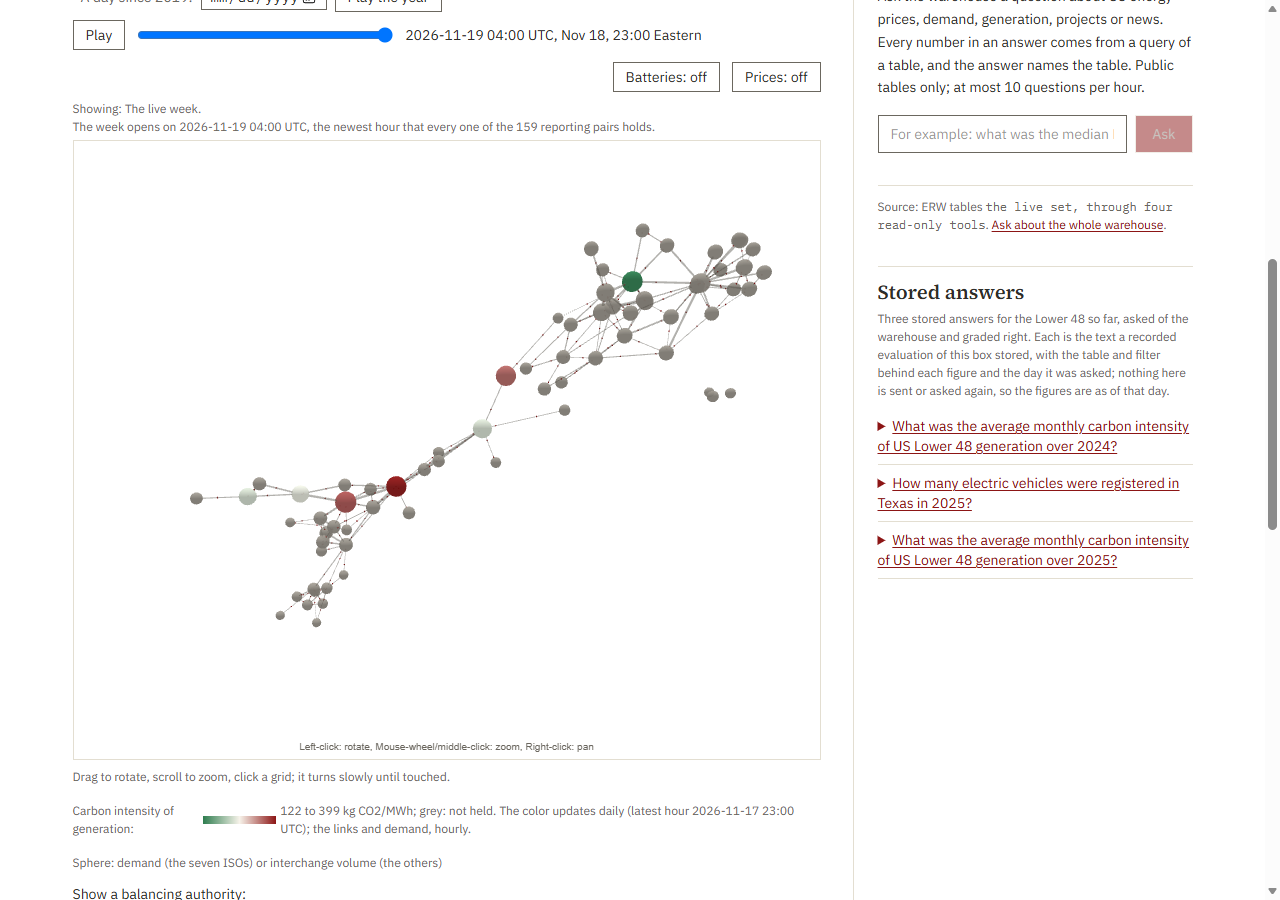 A day since 2019:
mm/dd/yyyy
Play the year
Play
2026-11-19 04:00 UTC, Nov 18, 23:00 Eastern
Batteries: off
Prices: off
Showing: The live week.
The week opens on 2026-11-19 04:00 UTC, the newest hour that every one of the 159 reporting pairs holds.
Left-click: rotate, Mouse-wheel/middle-click: zoom, Right-click: pan
Drag to rotate, scroll to zoom, click a grid; it turns slowly until touched.
Carbon intensity of
generation:
122 to 399 kg CO2/MWh; grey: not held. The color updates daily (latest hour 2026-11-17 23:00
UTC); the links and demand, hourly.
Sphere: demand (the seven ISOs) or interchange volume (the others)
Show a balancing authority:
prices, demand, generation, projects or news.
Every number in an answer comes from a query of
a table, and the answer names the table. Public
tables only; at most 10 questions per hour.
For example: what was the median
Ask
Source: ERW tables the live set, through four
read-only tools. Ask about the whole warehouse.
Stored answers
Three stored answers for the Lower 48 so far, asked of the
warehouse and graded right. Each is the text a recorded
evaluation of this box stored, with the table and filter
behind each figure and the day it was asked; nothing here
is sent or asked again, so the figures are as of that day.
What was the average monthly carbon intensity
of US Lower 48 generation over 2024?
How many electric vehicles were registered in
Texas in 2025?
What was the average monthly carbon intensity
of US Lower 48 generation over 2025?